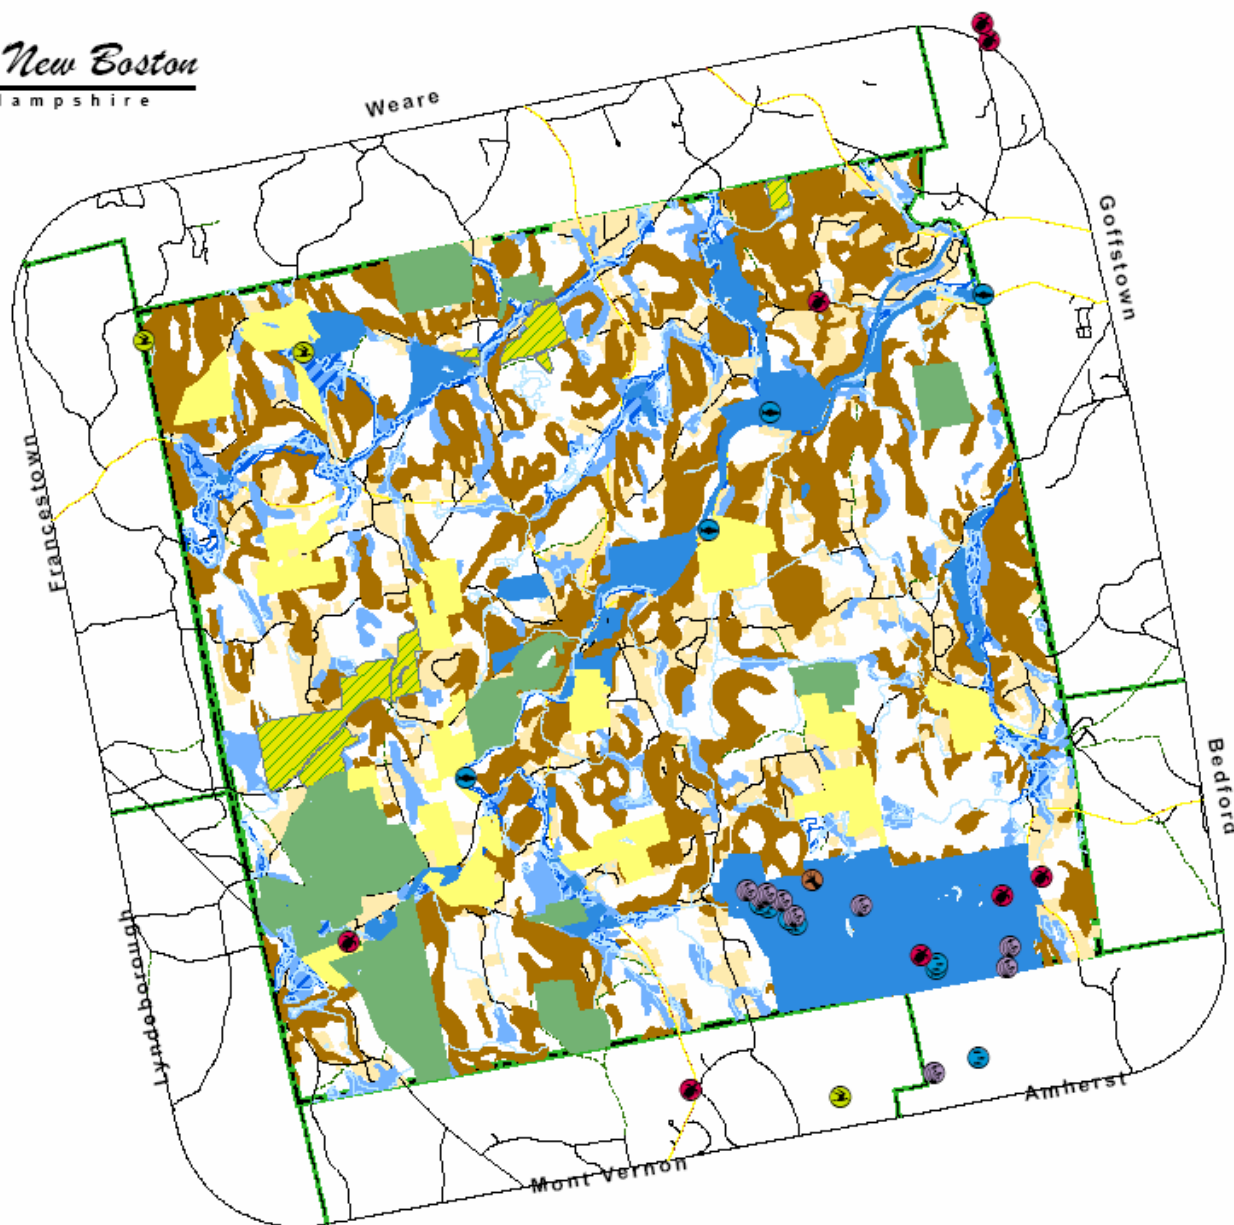 New Boston
ampshire
Weare
Goffstown
Francestown
Bedford
Lyndeborough
Amherst
Mont Vernon